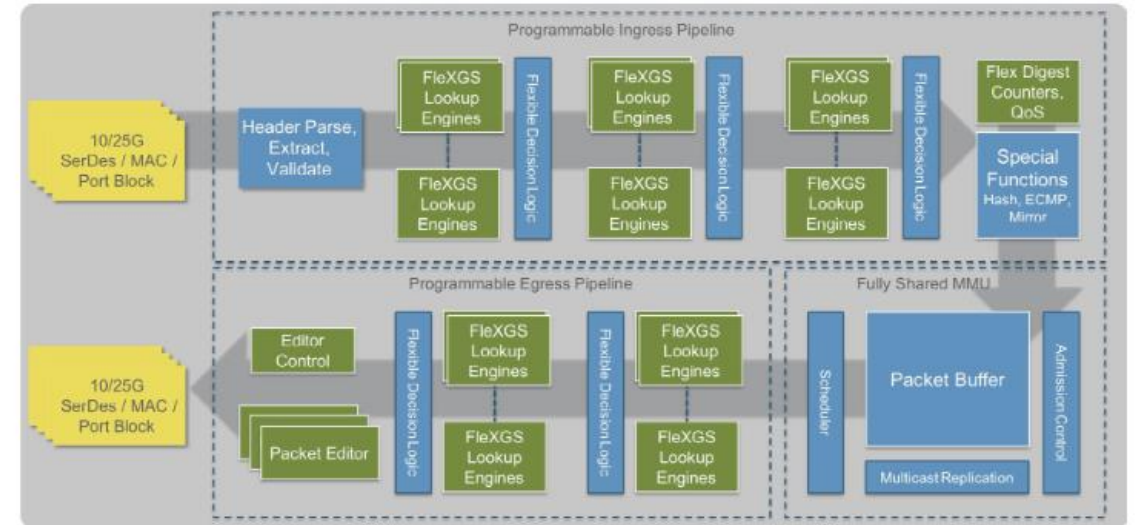 Programmable Ingress Pipeline
10/25G
SerDes / MAC /
Port Block
Header Parse,
Extract,
Validate
FleXGS
Lookup
Engines
FleXGS
Lookup
Engines
Flexible Decision Logic
FleXGS
Lookup
Engines
FleXGS
Lookup
Engines
Flexible Decision Logic
FleXGS
Lookup
Engines
FleXGS
Lookup
Engines
Flexible Decision Logic
Flex Digest
Counters,
QoS
Special
Functions
Hash, ECMP,
Mirror
Programmable Egress Pipeline
10/25G
SerDes / MAC /
Port Block
Editor
Control
Packet Editor
Flexible Decision Logic
FleXGS
Lookup
Engines
FleXGS
Lookup
Engines
Flexible Decision Logic
FleXGS
Lookup
Engines
FleXGS
Lookup
Engines
Fully Shared MMU
Scheduler
Packet Buffer
Multicast Replication
Admission Control